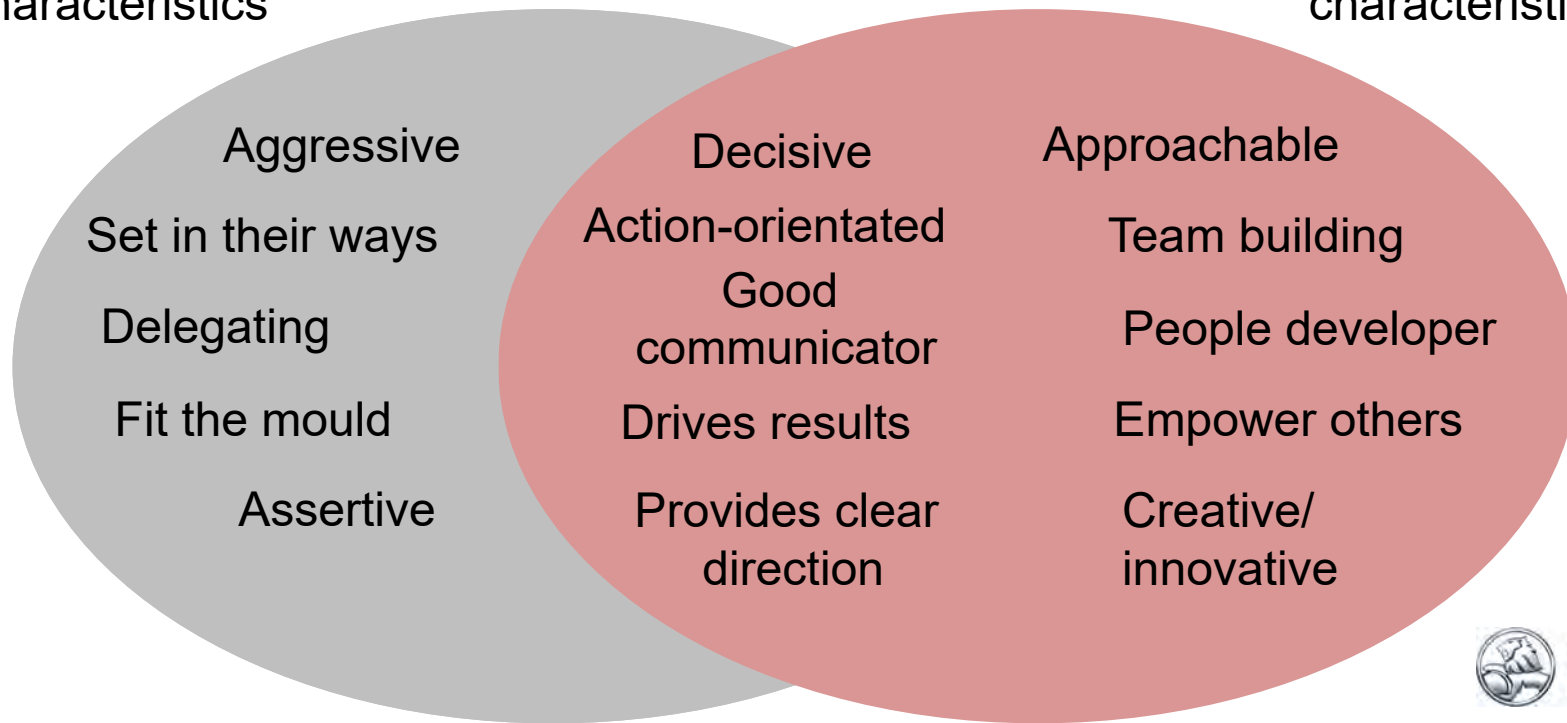 characteristics
characteristi
Aggressive
Set in their ways
Delegating
Fit the mould
Assertive
Decisive
Action-orientated
Good
communicator
Drives results
Provides clear
direction
Approachable
Team building
People developer
Empower others
Creative/
innovative